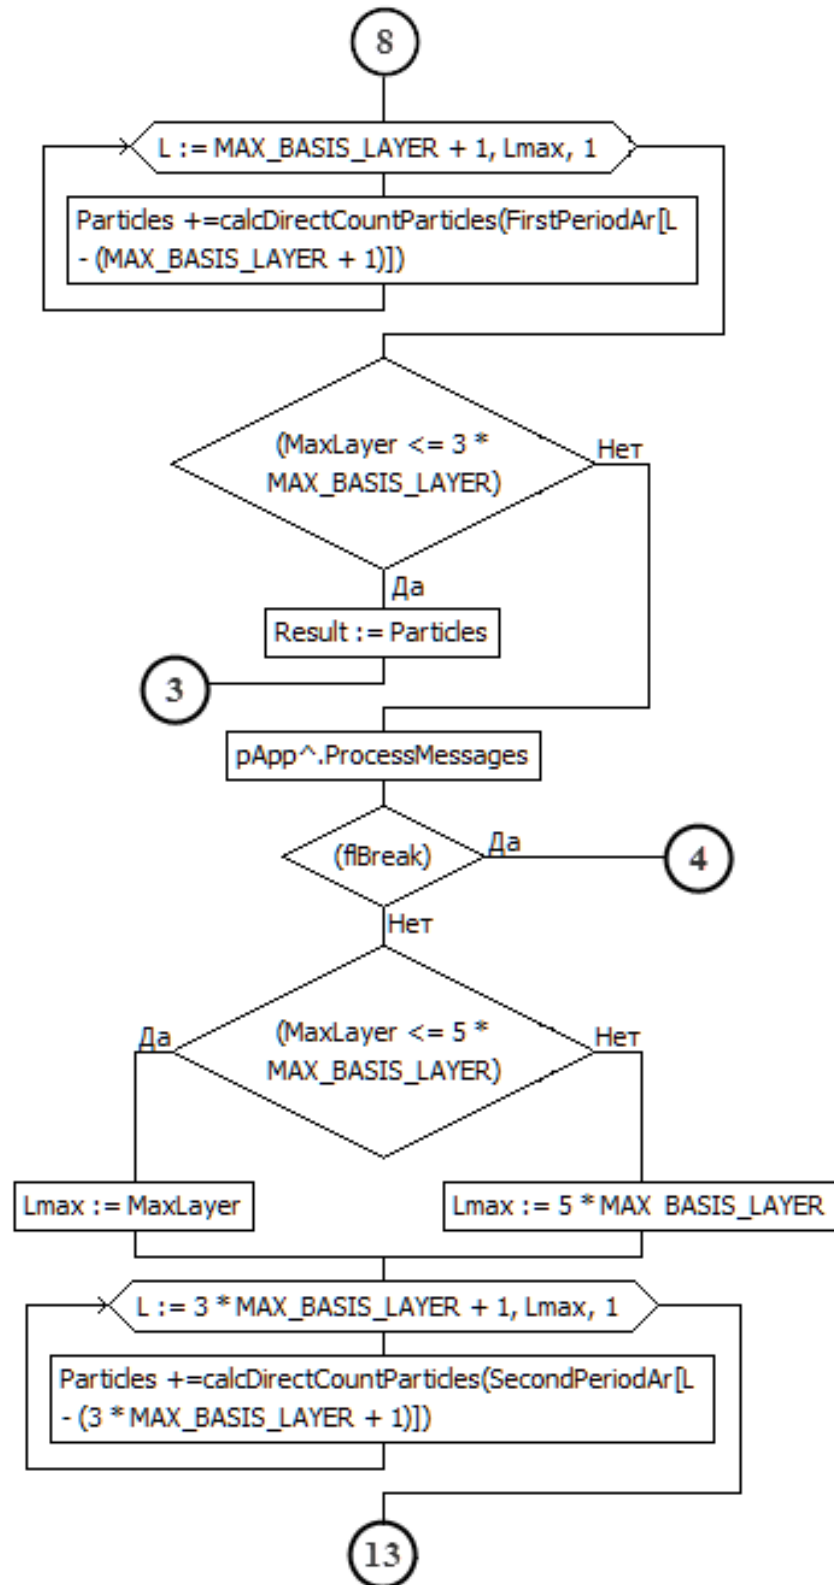 8
L := MAX_BASIS_LAYER + 1, Lmax, 1
Particles +=calcDirectCountParticles(FirstPeriodAr[L
- (MAX_BASIS_LAYER + 1)])
(MaxLayer <= 3 *
MAX_BASIS_LAYER)
Нет
Да
Result := Particles
3
pApp^.ProcessMessages
(flBreak)
Да
4
Нет
Да
(MaxLayer <= 5 *
MAX_BASIS_LAYER)
Нет
Lmax := MaxLayer
Lmax := 5 * MAX BASIS_LAYER
L := 3 * MAX_BASIS_LAYER + 1, Lmax, 1
Particles +=calcDirectCountParticles(SecondPeriodAr[L
- (3 * MAX_BASIS_LAYER + 1)])
13